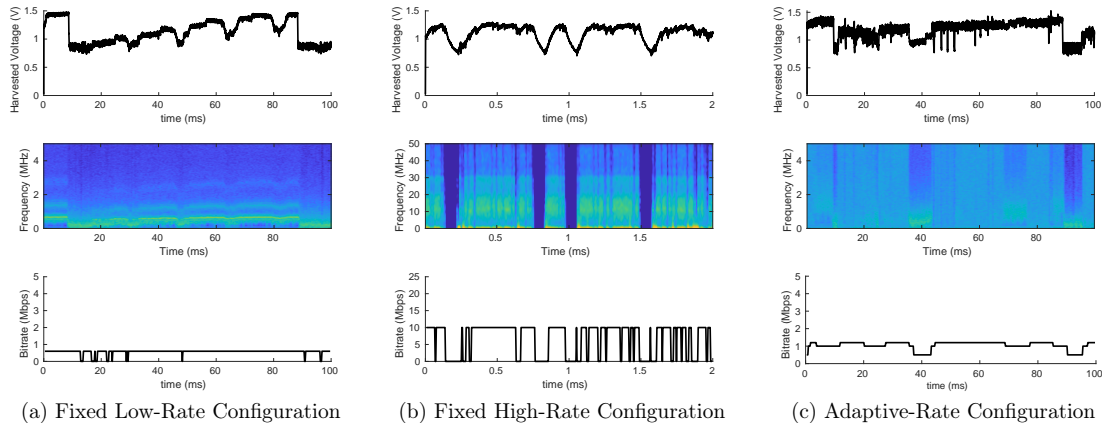 Harvested Voltage (V)
1.5
1
0.5
0
0 20 40 60 80 100
time (ms)
Harvested Voltage (V)
1.5
1
0.5
0
0 0.5 1 1.5 2
time (ms)
Harvested Voltage (V)
1.5
1
0.5
0
0 20 40 60 80 100
time (ms)
Frequency (MHz)
4
2
0
20 40 60 80
Time (ms)
Frequency (MHz)
50
40
30
20
10
0
0.5 1 1.5
Time (ms)
Frequency (MHz)
4
2
0
20 40 60 80
Time (ms)
Bitrate (Mbps)
5
4
3
2
1
0
0 20 40 60 80 100
time (ms)
Bitrate (Mbps)
25
20
15
10
5
0
0 0.5 1 1.5 2
time (ms)
Bitrate (Mbps)
5
4
3
2
1
0
0 20 40 60 80 100
time (ms)
(a) Fixed Low-Rate Configuration
(b) Fixed High-Rate Configuration
(c) Adaptive-Rate Configuration